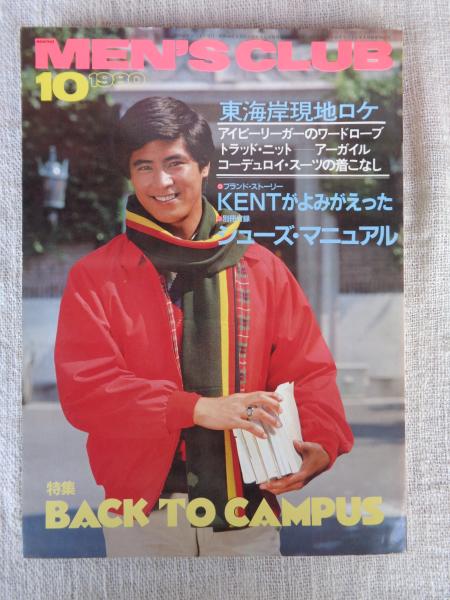 MEN'S CLUB
10 1980
東海岸現地ロケ
アイビーリーガーのワードローブ
トラッド・ニット アーガイル
コーデュロイ・スーツの着こなし
ブランド・ストーリー
KENTがよみがえった
別冊付録
シューズ・マニュアル
特集
BACK TO CAMPUS